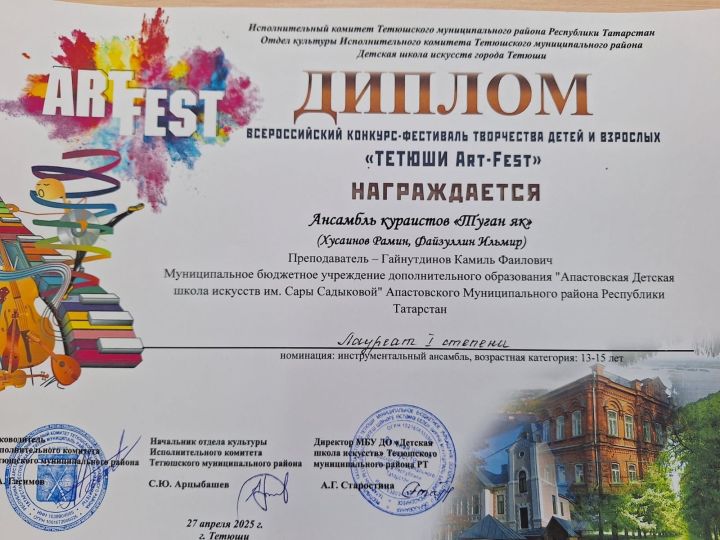 Исполнительный комитет Тетюшского муниципального района Республики Татарстан
Отдел культуры Исполнительного комитета Тетюшского муниципального района
Детская школа искусств города Тетюши
ART FEST
ДИПЛОМ
ВСЕРОССИЙСКИЙ КОНКУРС-ФЕСТИВАЛЬ ТВОРЧЕСТВА ДЕТЕЙ И ВЗРОСЛЫХ
«ТЕТЮШИ Art-Fest»
НАГРАЖДАЕТСЯ
Ансамбль кураистов «Туган як»
(Хусаинов Рамин, Файзуллин Ильмир)
Преподаватель – Гайнутдинов Камиль Фаилович
Муниципальное бюджетное учреждение дополнительного образования "Апастовская Детская
школа искусств им. Сары Садыковой" Апастовского Муниципального района Республики
Татарстан
Лауреат I степени
номинация: инструментальный ансамбль, возрастная категория: 13-15 лет
Тетюшского муниципального района
Начальник отдела культуры
Исполнительного комитета
Тетюшского муниципального района
С.Ю. Арцыбашев
Директор МБУ ДО «Детская
школа искусств» Тетюшского
муниципального района РТ
А.Г. Старостина
27 апреля 2025 г.
г. Тетюши